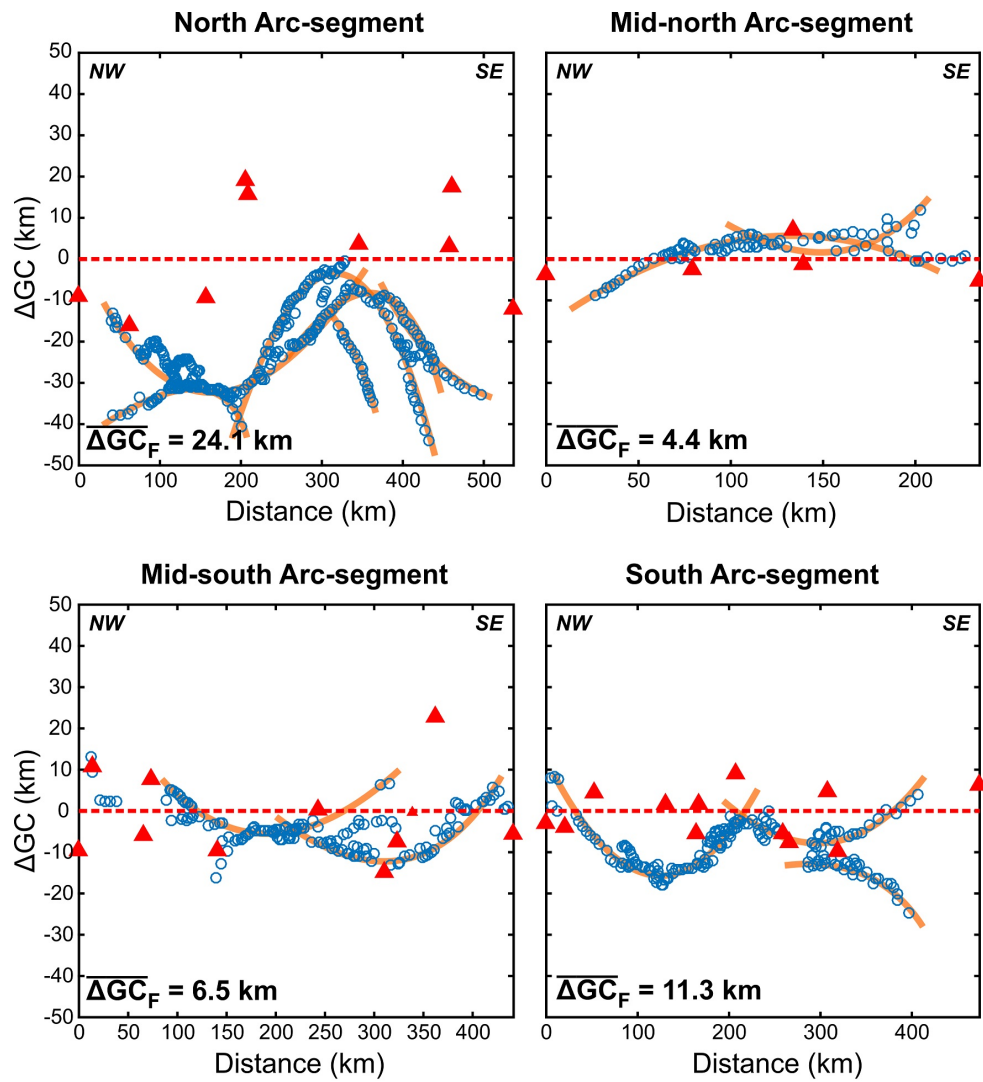 North Arc-segment
Mid-north Arc-segment
NW SE
NW SE
50
40
30
20
10
0
-10
-20
-30
-40
-50
ΔGC (km)
ΔGC_F = 24.1 km
ΔGC_F = 4.4 km
0 100 200 300 400 500
0 50 100 150 200
Distance (km)
Distance (km)
Mid-south Arc-segment
South Arc-segment
NW SE
NW SE
50
40
30
20
10
0
-10
-20
-30
-40
-50
ΔGC (km)
ΔGC_F = 6.5 km
ΔGC_F = 11.3 km
0 50 100 150 200 250 300 350 400
0 100 200 300 400
Distance (km)
Distance (km)